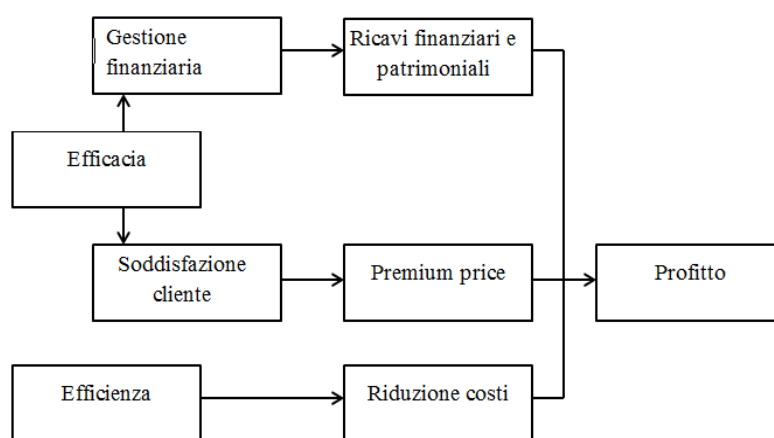 Gestione
finanziaria
Ricavi finanziari e
patrimoniali
Efficacia
Soddisfazione
cliente
Premium price
Profitto
Efficienza
Riduzione costi